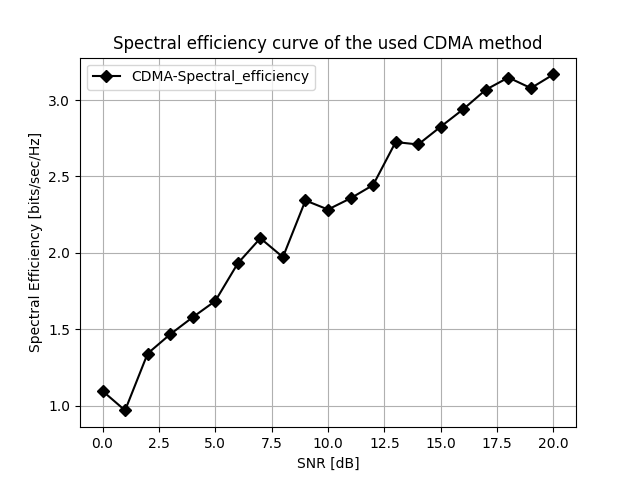 Spectral efficiency curve of the used CDMA method
CDMA-Spectral_efficiency
Spectral Efficiency [bits/sec/Hz]
3.0
2.5
2.0
1.5
1.0
0.0 2.5 5.0 7.5 10.0 12.5 15.0 17.5 20.0
SNR [dB]